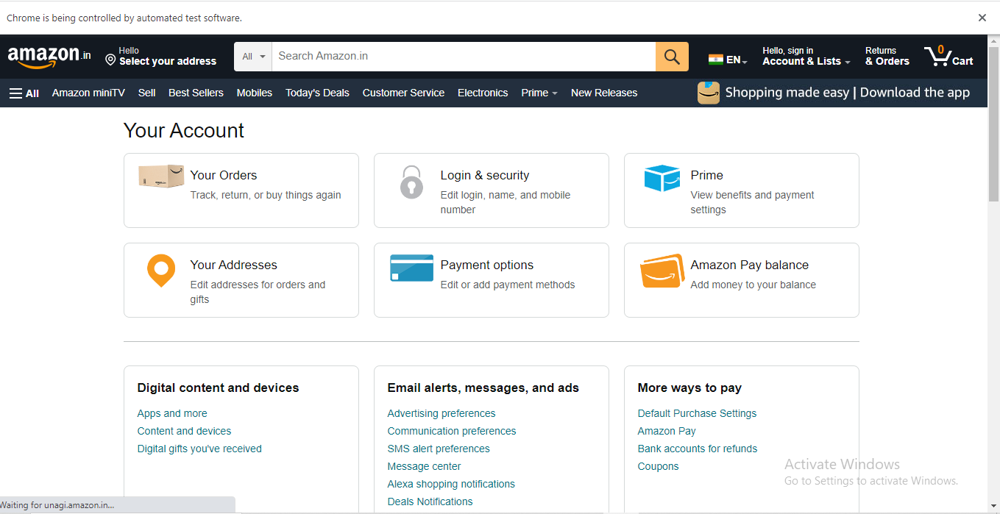 Chrome is being controlled by automated test software.
amazon.in
Hello
Select your address
All
Search Amazon.in
EN
Hello, sign in
Account & Lists
Returns
& Orders
0
Cart
All
Amazon miniTV
Sell
Best Sellers
Mobiles
Today's Deals
Customer Service
Electronics
Prime
New Releases
Shopping made easy | Download the app
Your Account
Your Orders
Track, return, or buy things again
Login & security
Edit login, name, and mobile
number
Prime
View benefits and payment
settings
Your Addresses
Edit addresses for orders and
gifts
Payment options
Edit or add payment methods
Amazon Pay balance
Add money to your balance
Digital content and devices
Apps and more
Content and devices
Digital gifts you've received
Email alerts, messages, and ads
Advertising preferences
Communication preferences
SMS alert preferences
Message center
Alexa shopping notifications
Deals Notifications
More ways to pay
Default Purchase Settings
Amazon Pay
Bank accounts for refunds
Coupons
Activate Windows
Go to Settings to activate Windows.
Waiting for unagi.amazon.in...